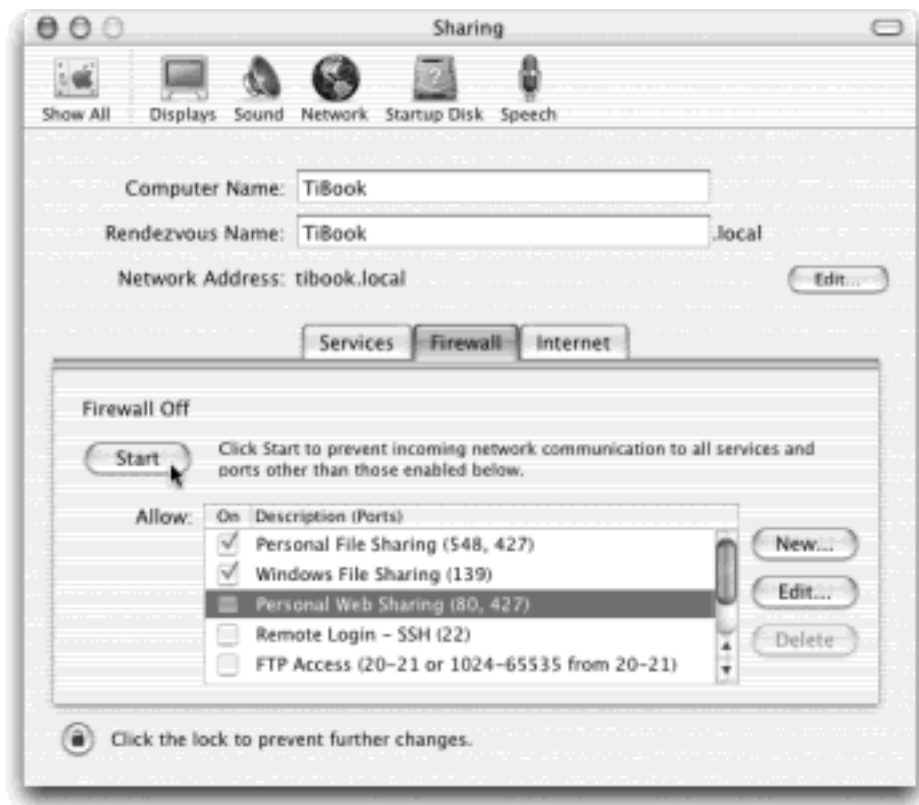 Sharing
Show All Displays Sound Network Startup Disk Speech
Computer Name: TiBook
Rendezvous Name: TiBook .local
Network Address: tibook.local Edit...
Services Firewall Internet
Firewall Off
Start Click Start to prevent incoming network communication to all services and
ports other than those enabled below.
Allow: On Description (Ports)
Personal File Sharing (548, 427) New...
Windows File Sharing (139)
Personal Web Sharing (80, 427) Edit...
Remote Login – SSH (22) Delete
FTP Access (20-21 or 1024-65535 from 20-21)
Click the lock to prevent further changes.